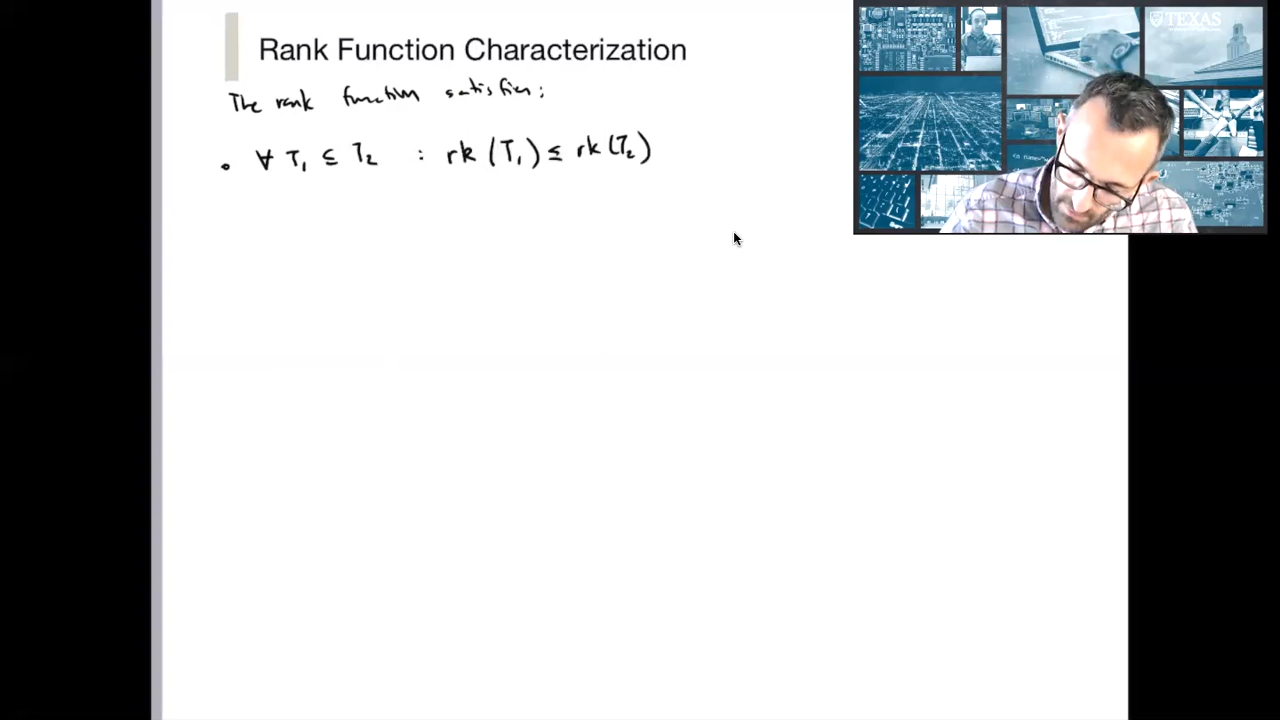 Rank Function Characterization
The rank function satisfies:
• ∀ T₁ ⊆ T₂ : rk (T₁) ≤ rk (T₂)
TEXAS